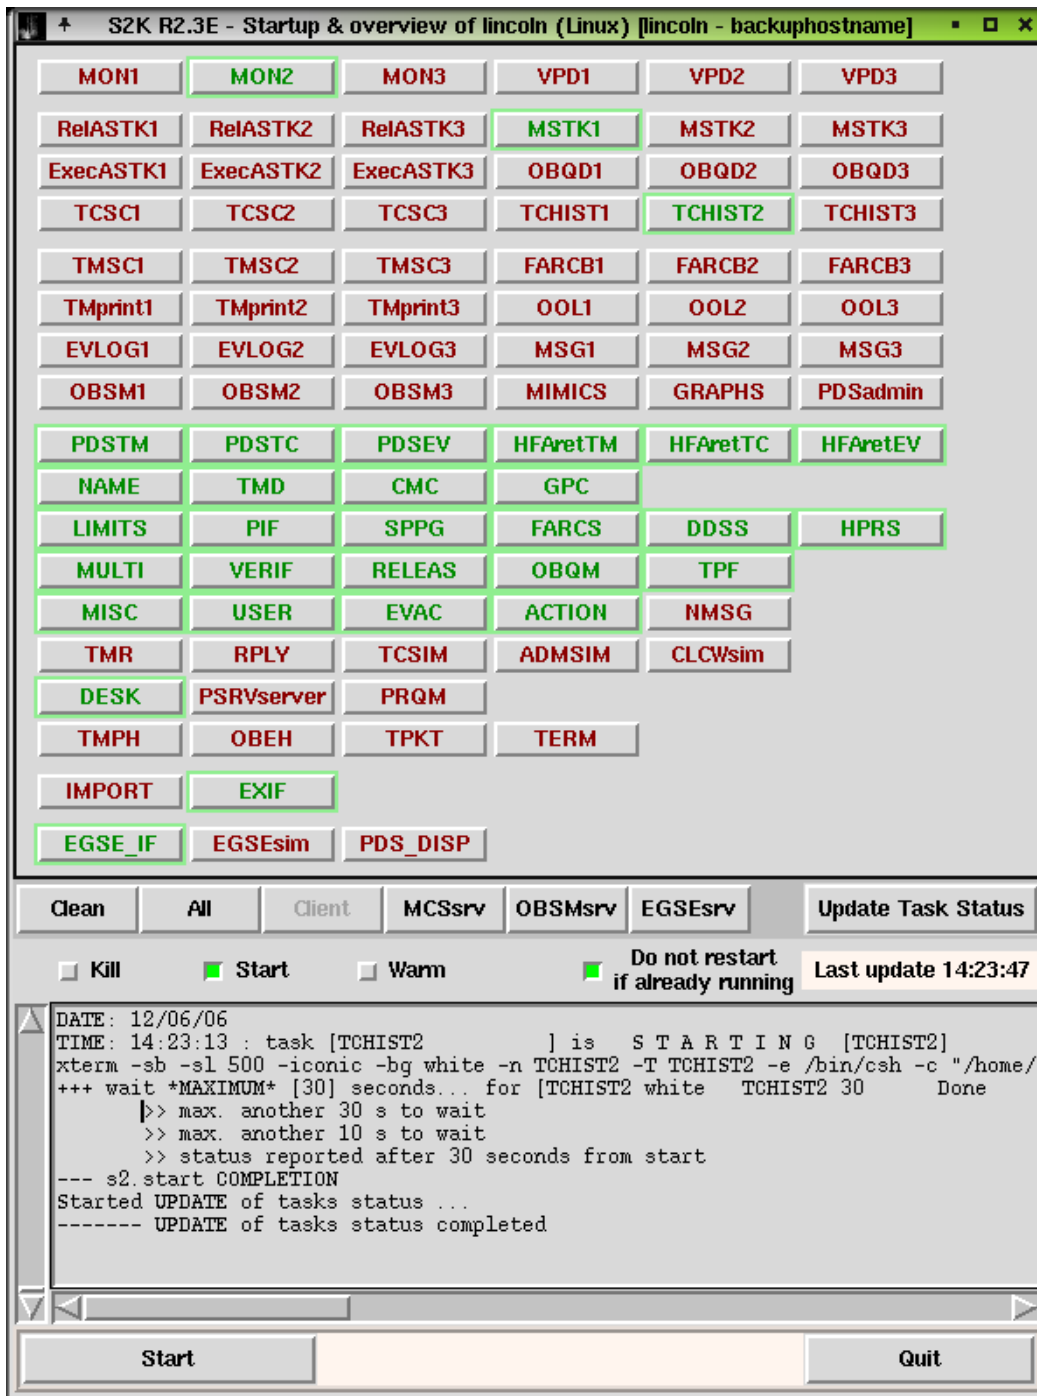 S2K R2.3E - Startup & overview of lincoln (Linux) [lincoln - backuphostname]
MON1 MON2 MON3 VPD1 VPD2 VPD3
RelASTK1 RelASTK2 RelASTK3 MSTK1 MSTK2 MSTK3
ExecASTK1 ExecASTK2 ExecASTK3 OBQD1 OBQD2 OBQD3
TCSC1 TCSC2 TCSC3 TCHIST1 TCHIST2 TCHIST3
TMSC1 TMSC2 TMSC3 FARCB1 FARCB2 FARCB3
TMprint1 TMprint2 TMprint3 OOL1 OOL2 OOL3
EVLOG1 EVLOG2 EVLOG3 MSG1 MSG2 MSG3
OBSM1 OBSM2 OBSM3 MIMICS GRAPHS PDSadmin
PDSTM PDSTC PDSEV HFAretTM HFAretTC HFAretEV
NAME TMD CMC GPC
LIMITS PIF SPPG FARCS DDSS HPRS
MULTI VERIF RELEAS OBQM TPF
MISC USER EVAC ACTION NMSG
TMR RPLY TCSIM ADMSIM CLCWsim
DESK PSRVserver PRQM
TMPH OBEH TPKT TERM
IMPORT EXIF
EGSE_IF EGSEsim PDS_DISP
Clean All Client MCSsrv OBSMsrv EGSEsrv Update Task Status
Kill Start Warm Do not restart if already running Last update 14:23:47
DATE: 12/06/06
TIME: 14:23:13 : task [TCHIST2 ] is S T A R T I N G [TCHIST2]
xterm -sb -sl 500 -iconic -bg white -n TCHIST2 -T TCHIST2 -e /bin/csh -c "/home/
+++ wait *MAXIMUM* [30] seconds... for [TCHIST2 white TCHIST2 30 Done
>> max. another 30 s to wait
>> max. another 10 s to wait
>> status reported after 30 seconds from start
--- s2.start COMPLETION
Started UPDATE of tasks status ...
------- UPDATE of tasks status completed
Start Quit